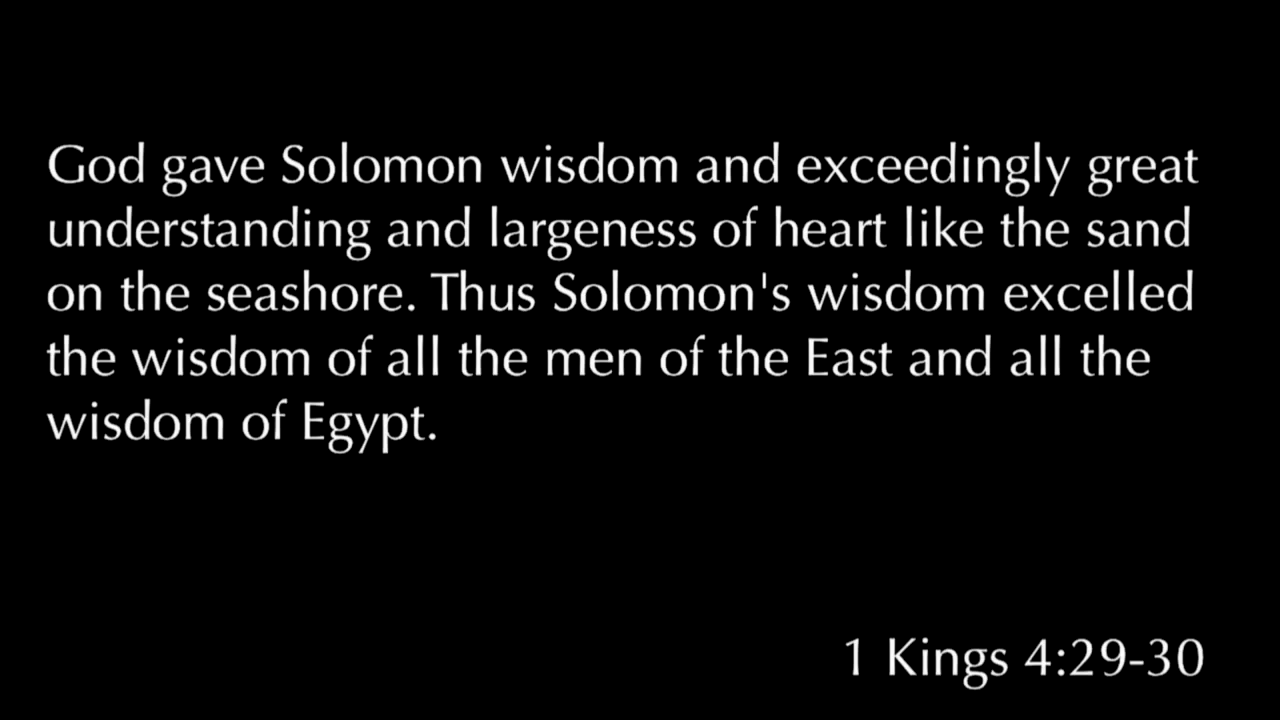 God gave Solomon wisdom and exceedingly great
understanding and largeness of heart like the sand
on the seashore. Thus Solomon's wisdom excelled
the wisdom of all the men of the East and all the
wisdom of Egypt.
1 Kings 4:29-30